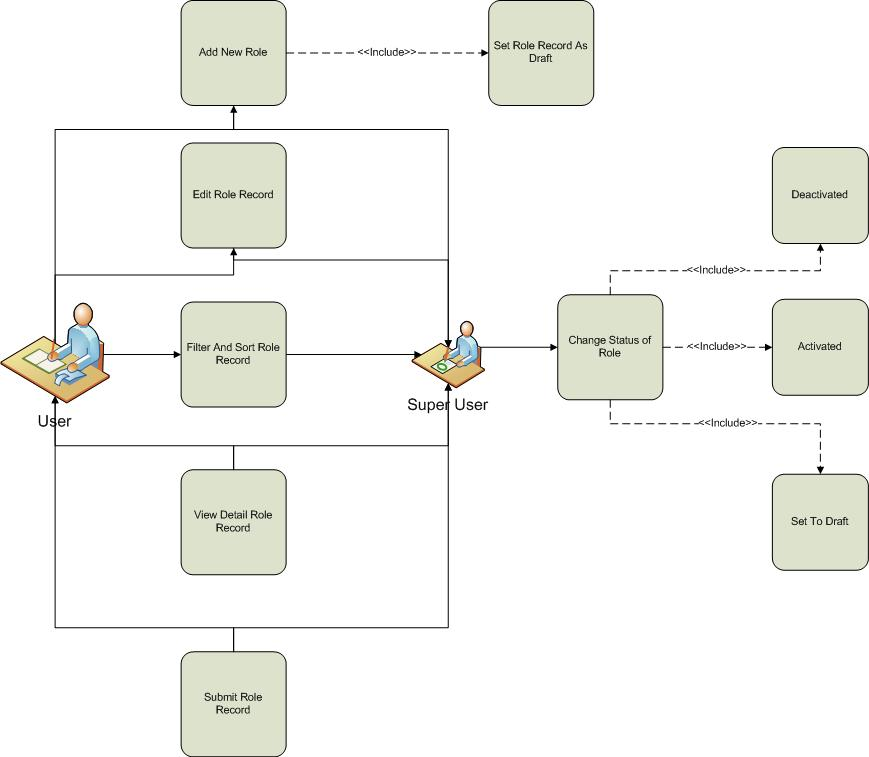 Add New Role
<<Include>>
Set Role Record As
Draft
Edit Role Record
Deactivated
<<Include>>
Filter And Sort Role
Record
Change Status of
Role
<<Include>>
Activated
User
Super User
<<Include>>
View Detail Role
Record
Set To Draft
Submit Role
Record